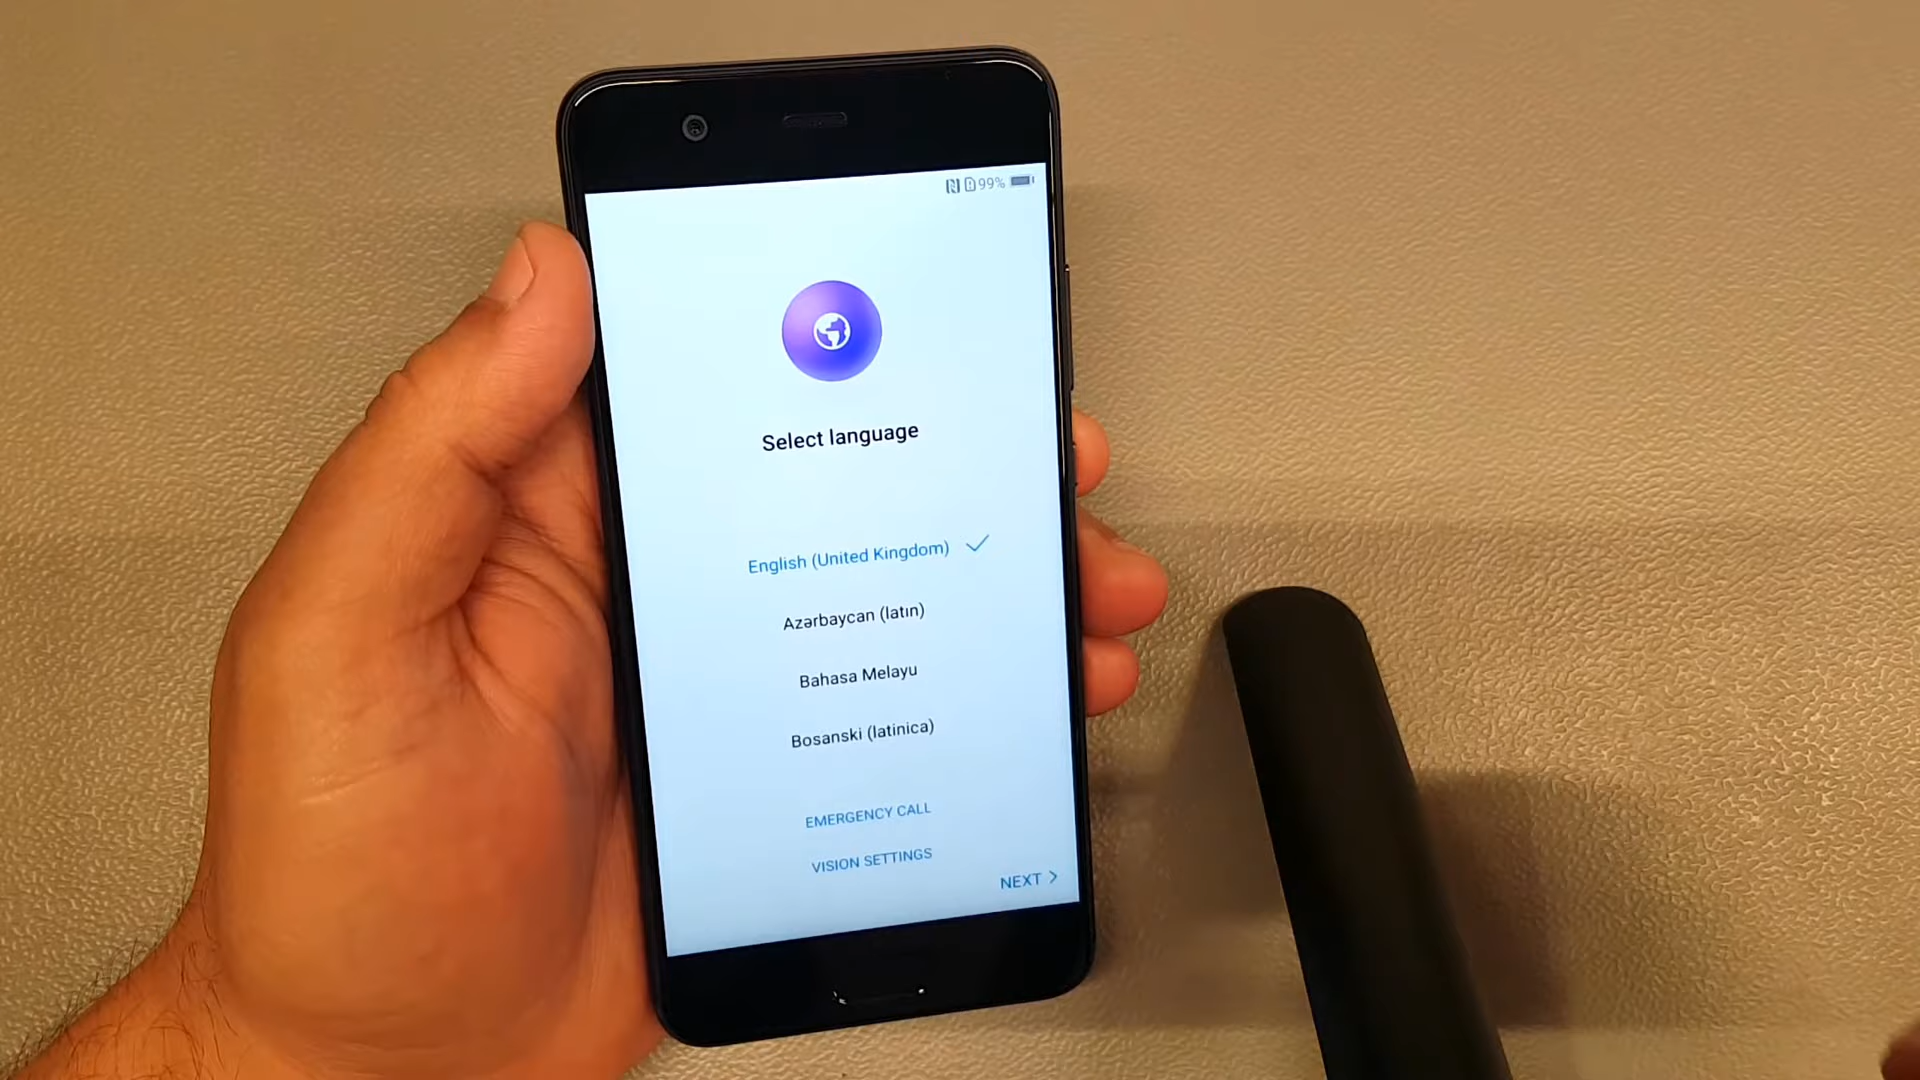 99%
Select language
English (United Kingdom)
Azərbaycan (latın)
Bahasa Melayu
Bosanski (latinica)
EMERGENCY CALL
VISION SETTINGS
NEXT